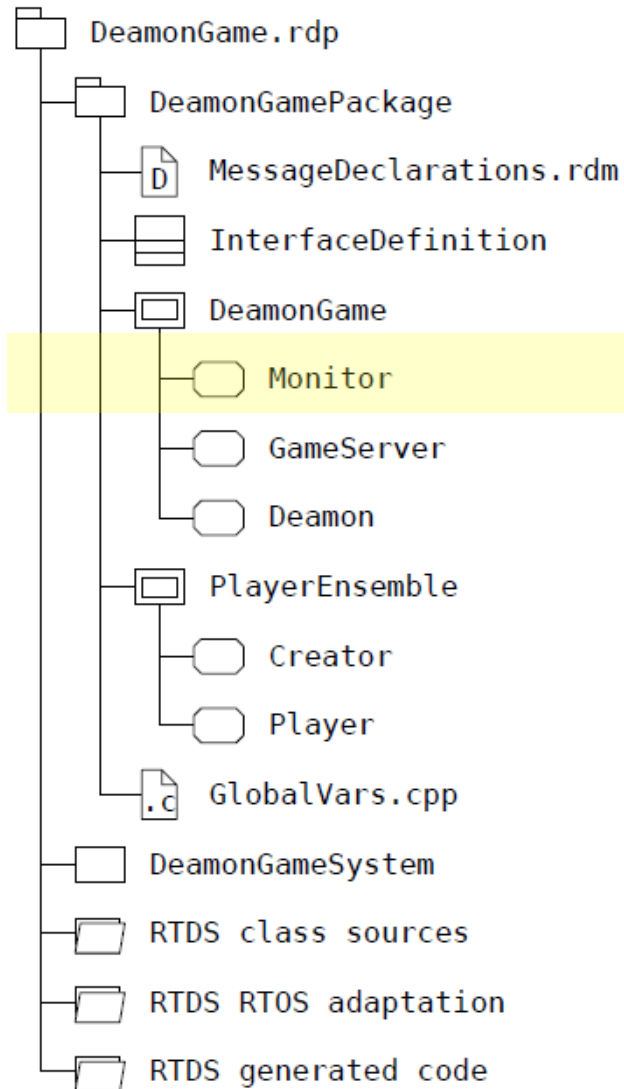 DeamonGame.rdp
DeamonGamePackage
D MessageDeclarations.rdm
InterfaceDefinition
DeamonGame
Monitor
GameServer
Deamon
PlayerEnsemble
Creator
Player
.c GlobalVars.cpp
DeamonGameSystem
RTDS class sources
RTDS RTOS adaptation
RTDS generated code